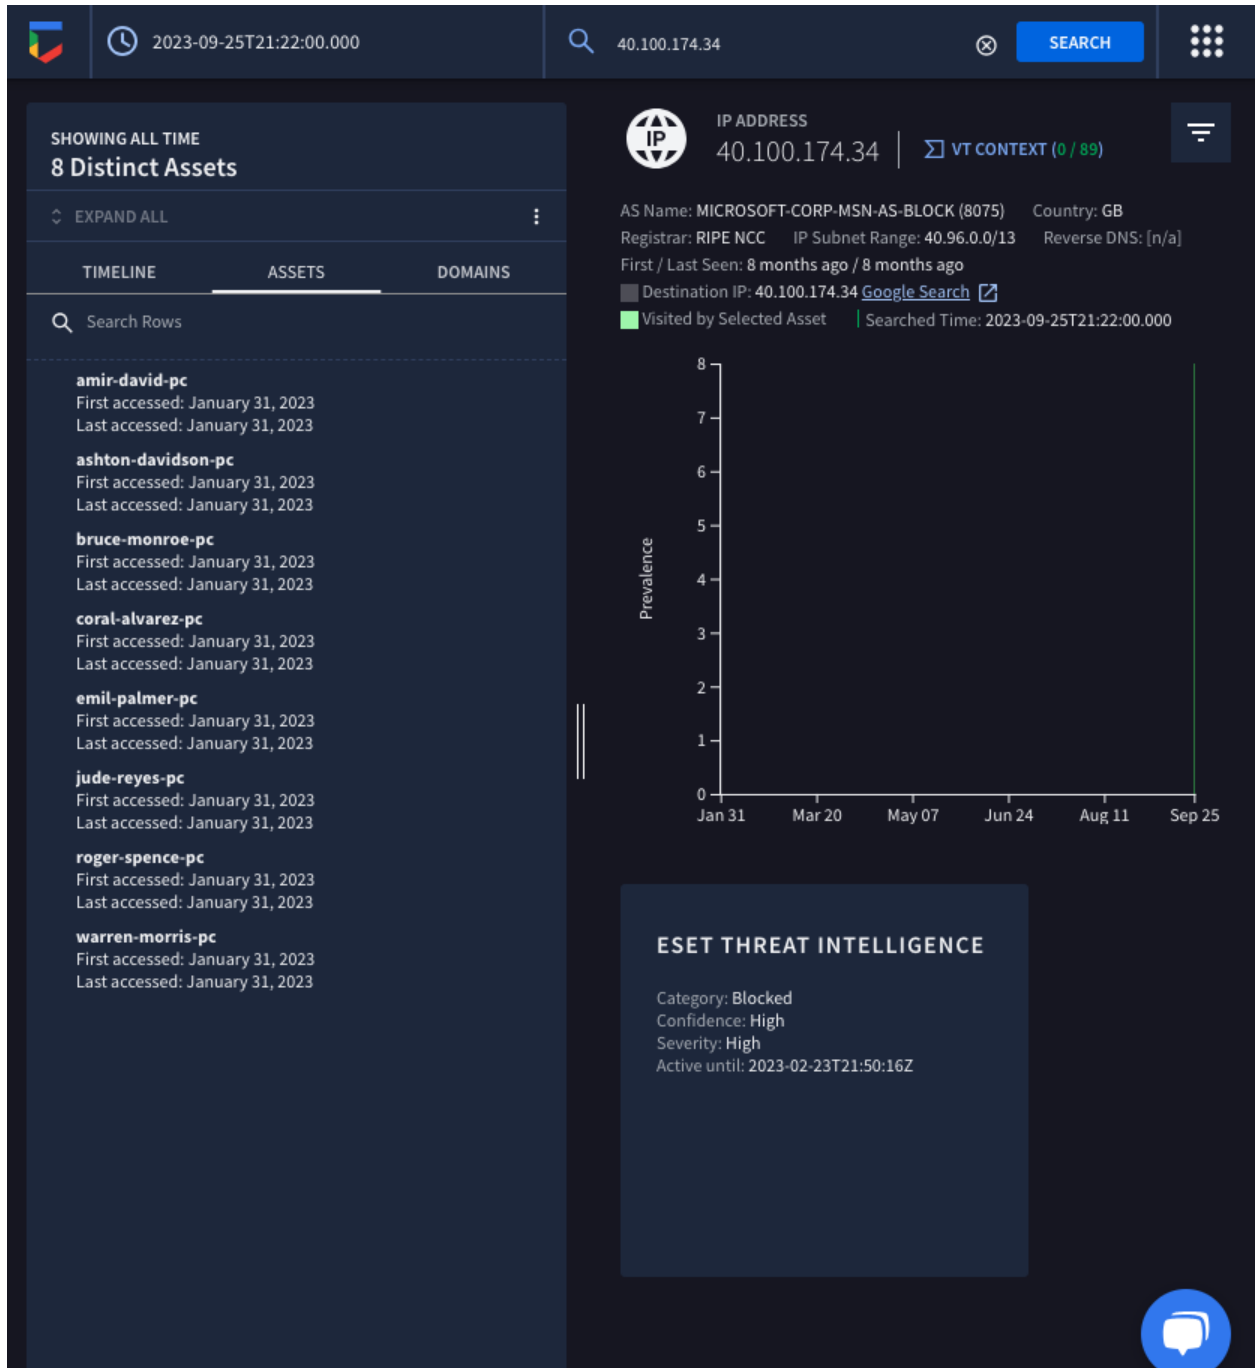 2023-09-25T21:22:00.000
40.100.174.34
SEARCH
SHOWING ALL TIME
8 Distinct Assets
EXPAND ALL
TIMELINE ASSETS DOMAINS
Search Rows
amir-david-pc
First accessed: January 31, 2023
Last accessed: January 31, 2023
ashton-davidson-pc
First accessed: January 31, 2023
Last accessed: January 31, 2023
bruce-monroe-pc
First accessed: January 31, 2023
Last accessed: January 31, 2023
coral-alvarez-pc
First accessed: January 31, 2023
Last accessed: January 31, 2023
emil-palmer-pc
First accessed: January 31, 2023
Last accessed: January 31, 2023
jude-reyes-pc
First accessed: January 31, 2023
Last accessed: January 31, 2023
roger-spence-pc
First accessed: January 31, 2023
Last accessed: January 31, 2023
warren-morris-pc
First accessed: January 31, 2023
Last accessed: January 31, 2023
IP
IP ADDRESS
40.100.174.34
VT CONTEXT (0 / 89)
AS Name: MICROSOFT-CORP-MSN-AS-BLOCK (8075) Country: GB
Registrar: RIPE NCC IP Subnet Range: 40.96.0.0/13 Reverse DNS: [n/a]
First / Last Seen: 8 months ago / 8 months ago
Destination IP: 40.100.174.34 Google Search
Visited by Selected Asset Searched Time: 2023-09-25T21:22:00.000
Prevalence
8
7
6
5
4
3
2
1
0
Jan 31 Mar 20 May 07 Jun 24 Aug 11 Sep 25
ESET THREAT INTELLIGENCE
Category: Blocked
Confidence: High
Severity: High
Active until: 2023-02-23T21:50:16Z